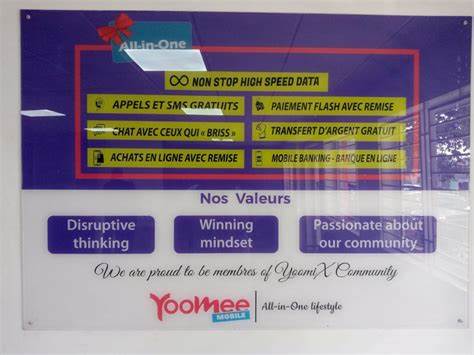 All-in-One
NON STOP HIGH SPEED DATA
APPELS ET SMS GRATUITS
PAIEMENT FLASH AVEC REMISE
CHAT AVEC CEUX QUI « BRISS »
TRANSFERT D'ARGENT GRATUIT
ACHATS EN LIGNE AVEC REMISE
MOBILE BANKING - BANQUE EN LIGNE
Nos Valeurs
Disruptive
thinking
Winning
mindset
Passionate about
our community
We are proud to be membres of YoomiX Community
Yoomee
MOBILE
All-in-One lifestyle